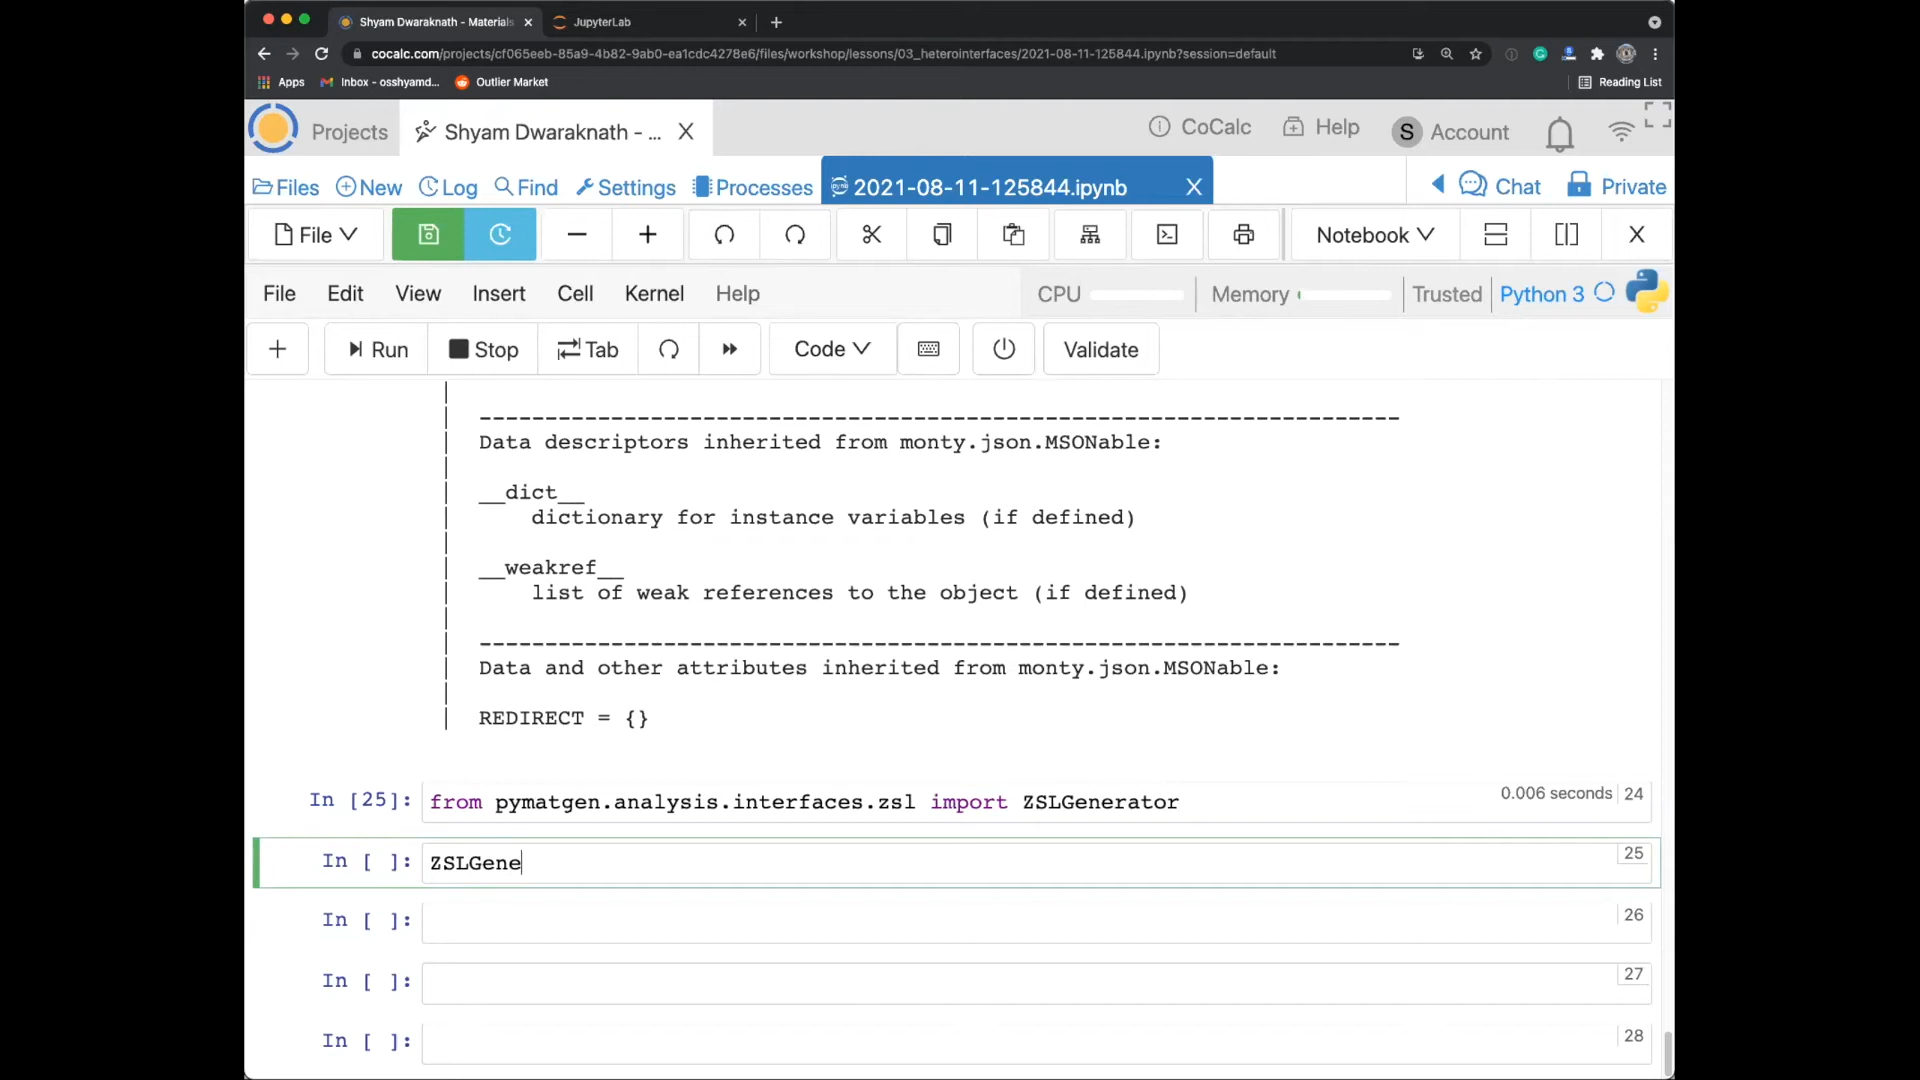 Shyam Dwaraknath - Materials
JupyterLab
cocalc.com/projects/cf065eeb-85a9-4b82-9ab0-ea1cdc4278e6/files/workshop/lessons/03_heterointerfaces/2021-08-11-125844.ipynb?session=default
Apps Inbox - osshyamd... Outlier Market Reading List
Projects Shyam Dwaraknath - ... X CoCalc Help S Account
Files New Log Find Settings Processes 2021-08-11-125844.ipynb X Chat Private
File Notebook X
File Edit View Insert Cell Kernel Help CPU Memory Trusted Python 3
+ Run Stop Tab Code Validate
--------------------------------------------------------------------
Data descriptors inherited from monty.json.MSONable:
__dict__
dictionary for instance variables (if defined)
__weakref__
list of weak references to the object (if defined)
--------------------------------------------------------------------
Data and other attributes inherited from monty.json.MSONable:
REDIRECT = {}
In [25]: from pymatgen.analysis.interfaces.zsl import ZSLGenerator 0.006 seconds 24
In [ ]: ZSLGene 25
In [ ]: 26
In [ ]: 27
In [ ]: 28